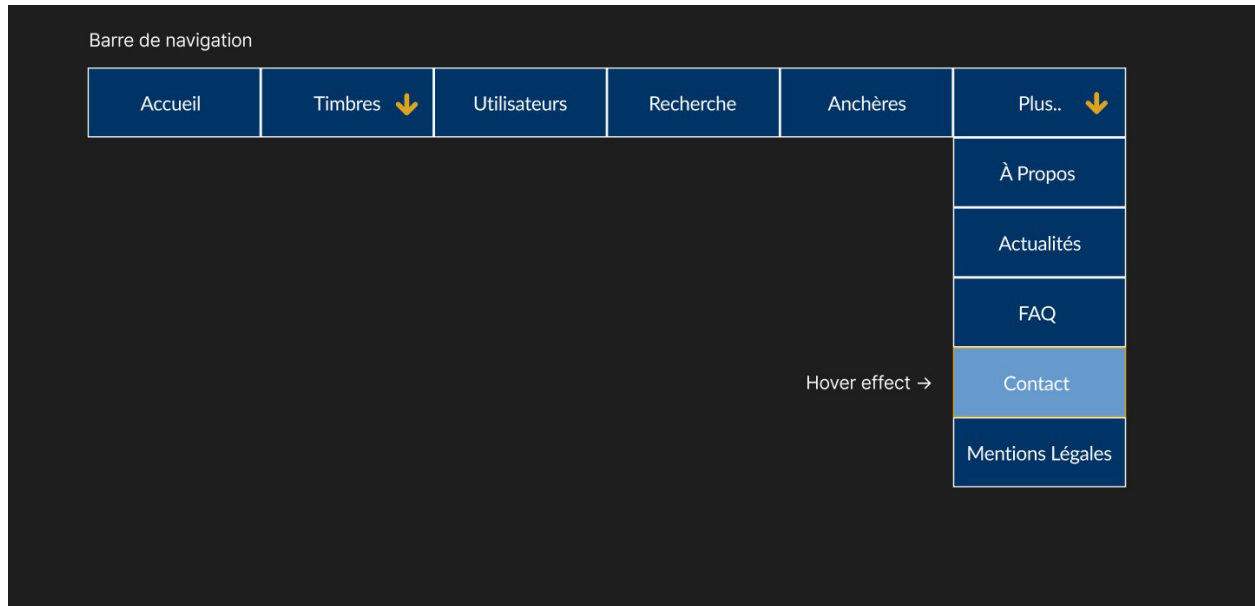 Barre de navigation
Accueil Timbres Utilisateurs Recherche Anchères Plus..
À Propos
Actualités
FAQ
Hover effect → Contact
Mentions Légales